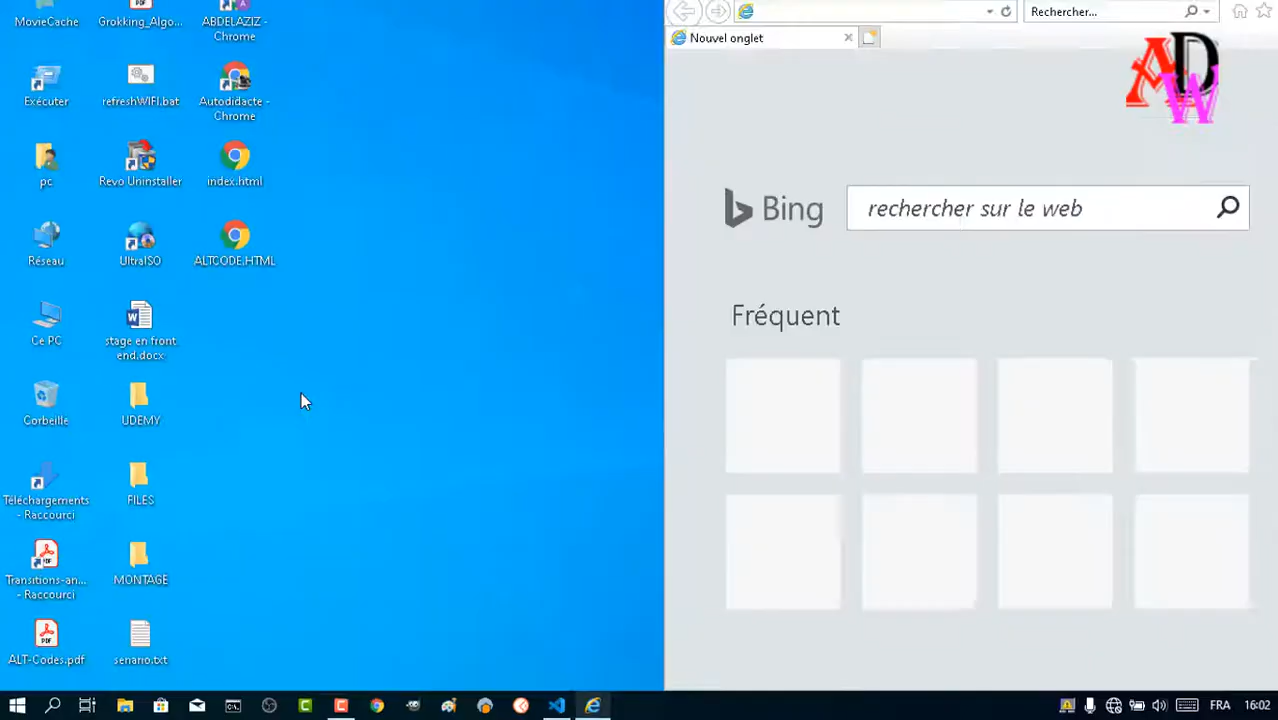 MovieCache
Grokking_Algo...
ABDELAZIZ -
Chrome
Exécuter
refreshWIFI.bat
Autodidacte -
Chrome
pc
Revo Uninstaller
index.html
Réseau
UltraISO
ALTCODE.HTML
Ce PC
stage en front
end.docx
Corbeille
UDEMY
Téléchargements
- Raccourci
FILES
Transitions-an...
- Raccourci
MONTAGE
ALT-Codes.pdf
senario.txt
Rechercher...
Nouvel onglet
ADW
Bing
rechercher sur le web
Fréquent
FRA
16:02